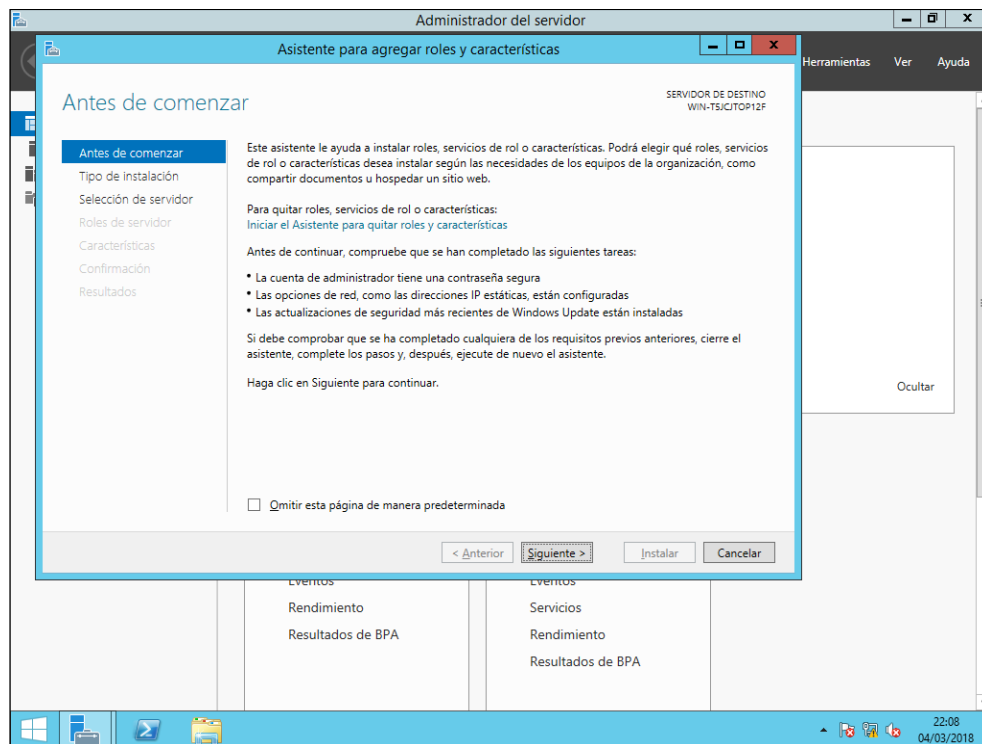 Administrador del servidor
Asistente para agregar roles y características
Herramientas Ver Ayuda
Antes de comenzar
SERVIDOR DE DESTINO
WIN-T5JCJTOP12F
Antes de comenzar
Tipo de instalación
Selección de servidor
Roles de servidor
Características
Confirmación
Resultados
Este asistente le ayuda a instalar roles, servicios de rol o características. Podrá elegir qué roles, servicios
de rol o características desea instalar según las necesidades de los equipos de la organización, como
compartir documentos u hospedar un sitio web.
Para quitar roles, servicios de rol o características:
Iniciar el Asistente para quitar roles y características
Antes de continuar, compruebe que se han completado las siguientes tareas:
• La cuenta de administrador tiene una contraseña segura
• Las opciones de red, como las direcciones IP estáticas, están configuradas
• Las actualizaciones de seguridad más recientes de Windows Update están instaladas
Si debe comprobar que se ha completado cualquiera de los requisitos previos anteriores, cierre el
asistente, complete los pasos y, después, ejecute de nuevo el asistente.
Haga clic en Siguiente para continuar.
Ocultar
Omitir esta página de manera predeterminada
< Anterior Siguiente > Instalar Cancelar
Eventos
Rendimiento
Resultados de BPA
Eventos
Servicios
Rendimiento
Resultados de BPA
22:08
04/03/2018